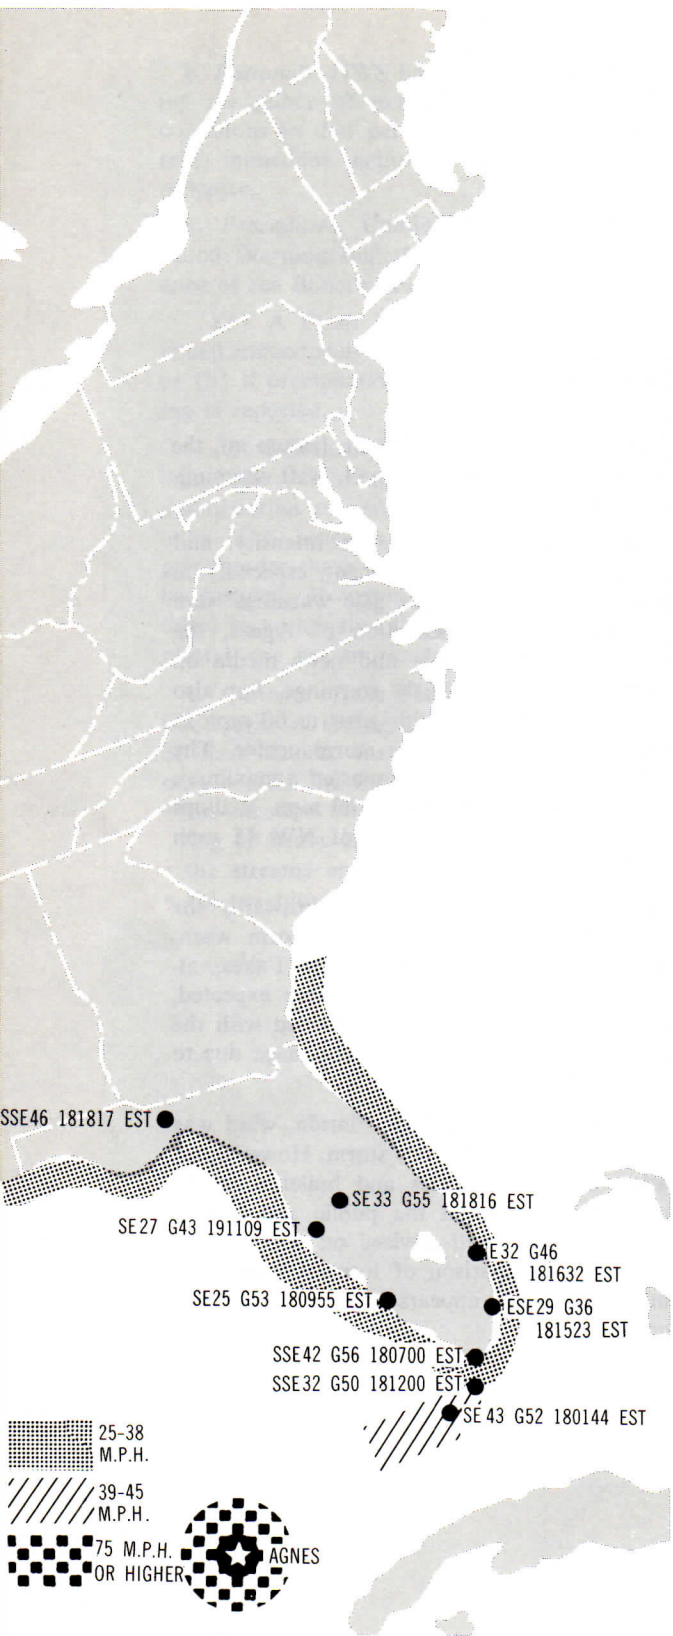 SSE46 181817 EST
SE33 G55 181816 EST
SE27 G43 191109 EST
E32 G46
181632 EST
SE25 G53 180955 EST
ESE29 G36
181523 EST
SSE42 G56 180700 EST
SSE32 G50 181200 EST
SE 43 G52 180144 EST
25-38
M.P.H.
39-45
M.P.H.
75 M.P.H.
OR HIGHER
AGNES